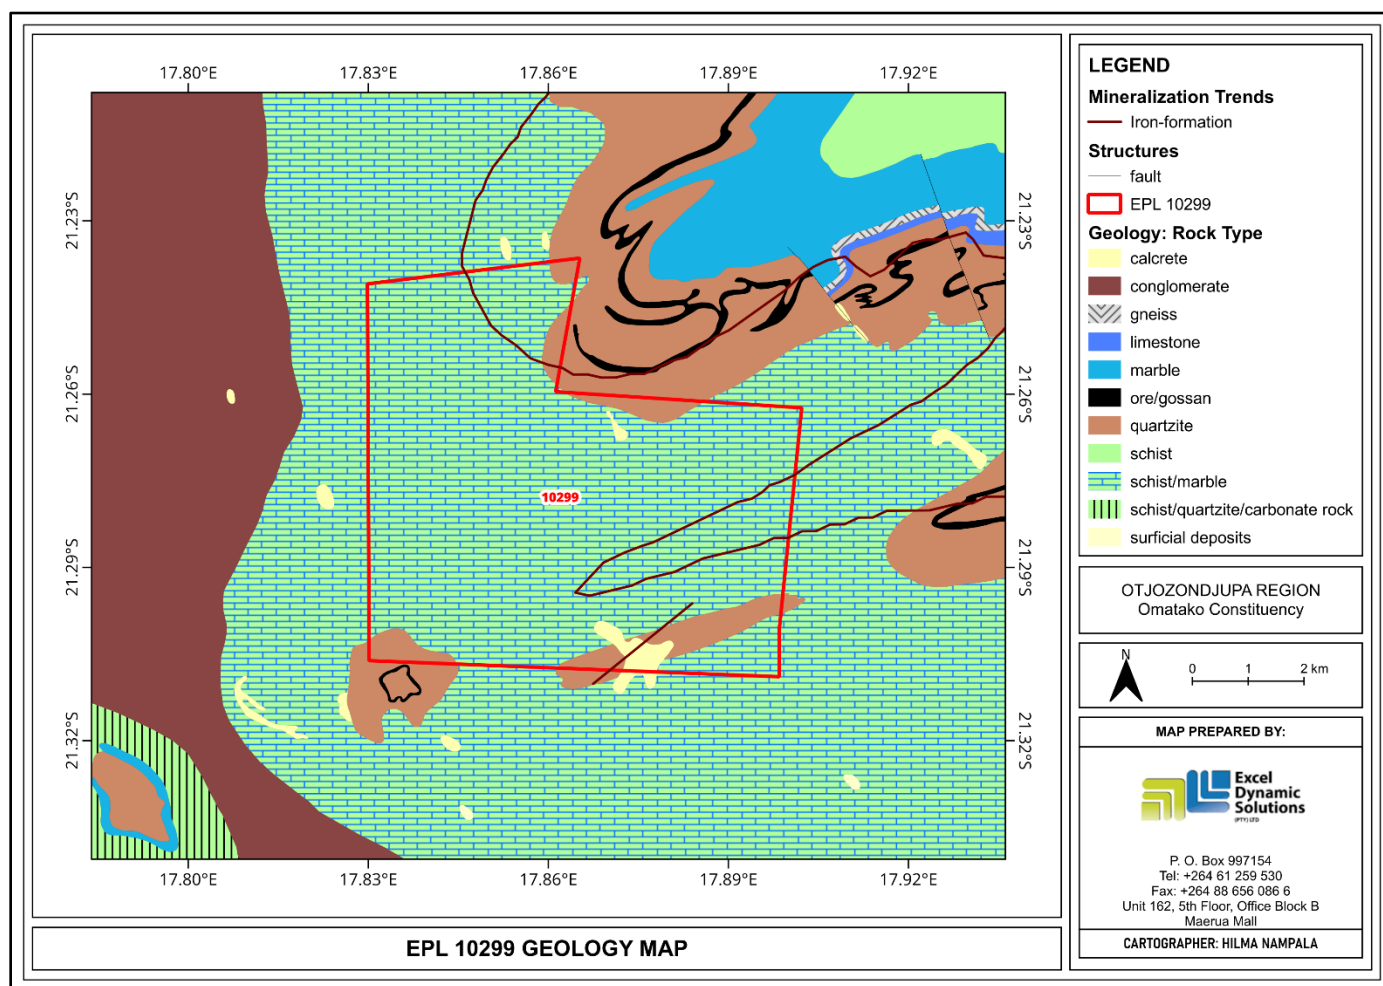 17.80°E
17.83°E
17.86°E
17.89°E
17.92°E
21.23°S
21.26°S
21.29°S
21.32°S
21.23°S
21.26°S
21.29°S
21.32°S
10299
17.80°E
17.83°E
17.86°E
17.89°E
17.92°E
EPL 10299 GEOLOGY MAP
LEGEND
Mineralization Trends
Iron-formation
Structures
fault
EPL 10299
Geology: Rock Type
calcrete
conglomerate
gneiss
limestone
marble
ore/gossan
quartzite
schist
schist/marble
schist/quartzite/carbonate rock
surficial deposits
OTJOZONDJUPA REGION
Omatako Constituency
N
0 1 2 km
MAP PREPARED BY:
Excel
Dynamic
Solutions
(PTY) LTD
P. O. Box 997154
Tel: +264 61 259 530
Fax: +264 88 656 086 6
Unit 162, 5th Floor, Office Block B
Maerua Mall
CARTOGRAPHER: HILMA NAMPALA